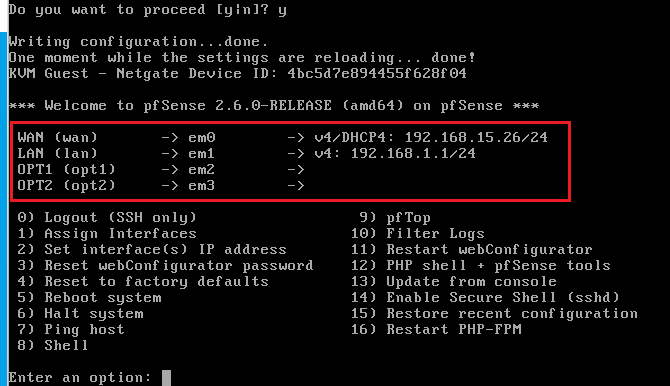 Do you want to proceed [y|n]? y
Writing configuration...done.
One moment while the settings are reloading... done!
KVM Guest - Netgate Device ID: 4bc5d7e894455f628f04
*** Welcome to pfSense 2.6.0-RELEASE (amd64) on pfSense ***
WAN (wan)       -> em0        -> v4/DHCP4: 192.168.15.26/24
LAN (lan)       -> em1        -> v4: 192.168.1.1/24
OPT1 (opt1)     -> em2        ->
OPT2 (opt2)     -> em3        ->
0) Logout (SSH only)                  9) pfTop
1) Assign Interfaces                 10) Filter Logs
2) Set interface(s) IP address       11) Restart webConfigurator
3) Reset webConfigurator password    12) PHP shell + pfSense tools
4) Reset to factory defaults         13) Update from console
5) Reboot system                     14) Enable Secure Shell (sshd)
6) Halt system                       15) Restore recent configuration
7) Ping host                         16) Restart PHP-FPM
8) Shell
Enter an option: